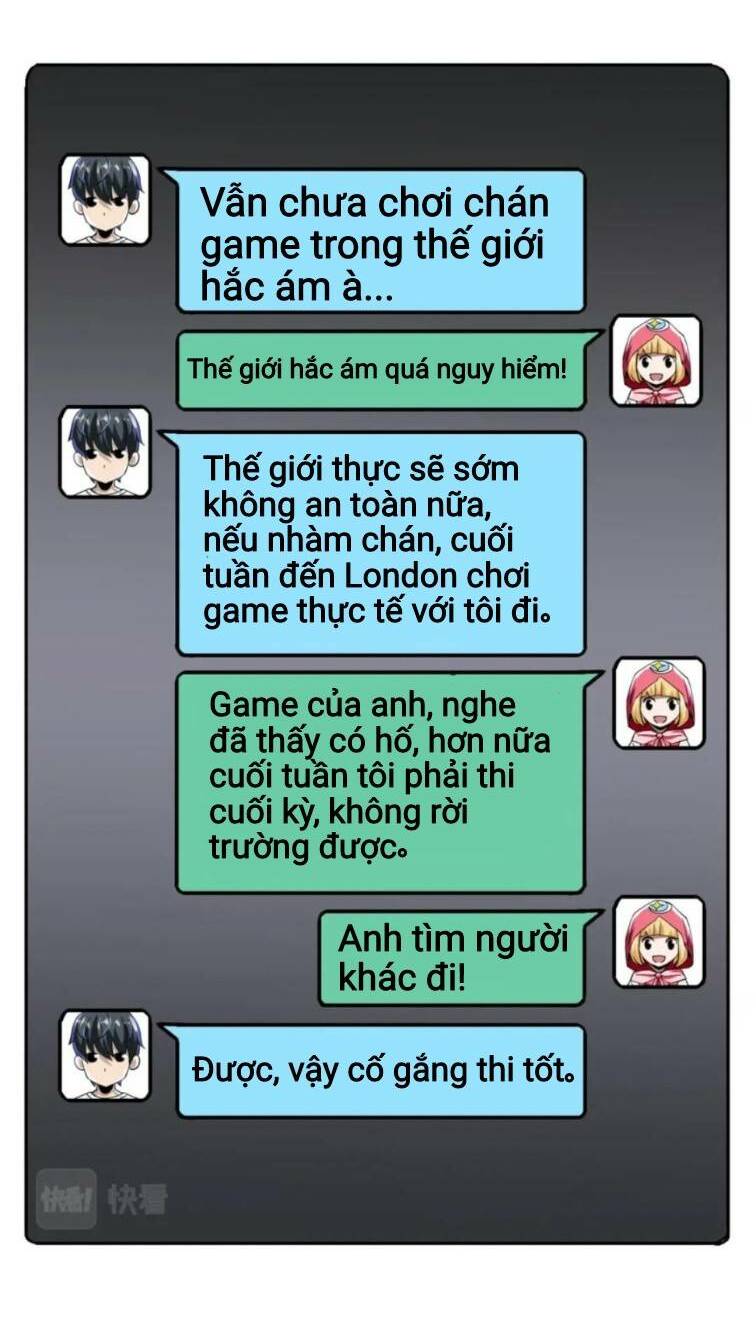 Vẫn chưa chơi chán
game trong thế giới
hắc ám à...
Thế giới hắc ám quá nguy hiểm!
Thế giới thực sẽ sớm
không an toàn nữa,
nếu nhàm chán, cuối
tuần đến London chơi
game thực tế với tôi đi。
Game của anh, nghe
đã thấy có hố, hơn nữa
cuối tuần tôi phải thi
cuối kỳ, không rời
trường được。
Anh tìm người
khác đi!
Được, vậy cố gắng thi tốt。
快看! 快看